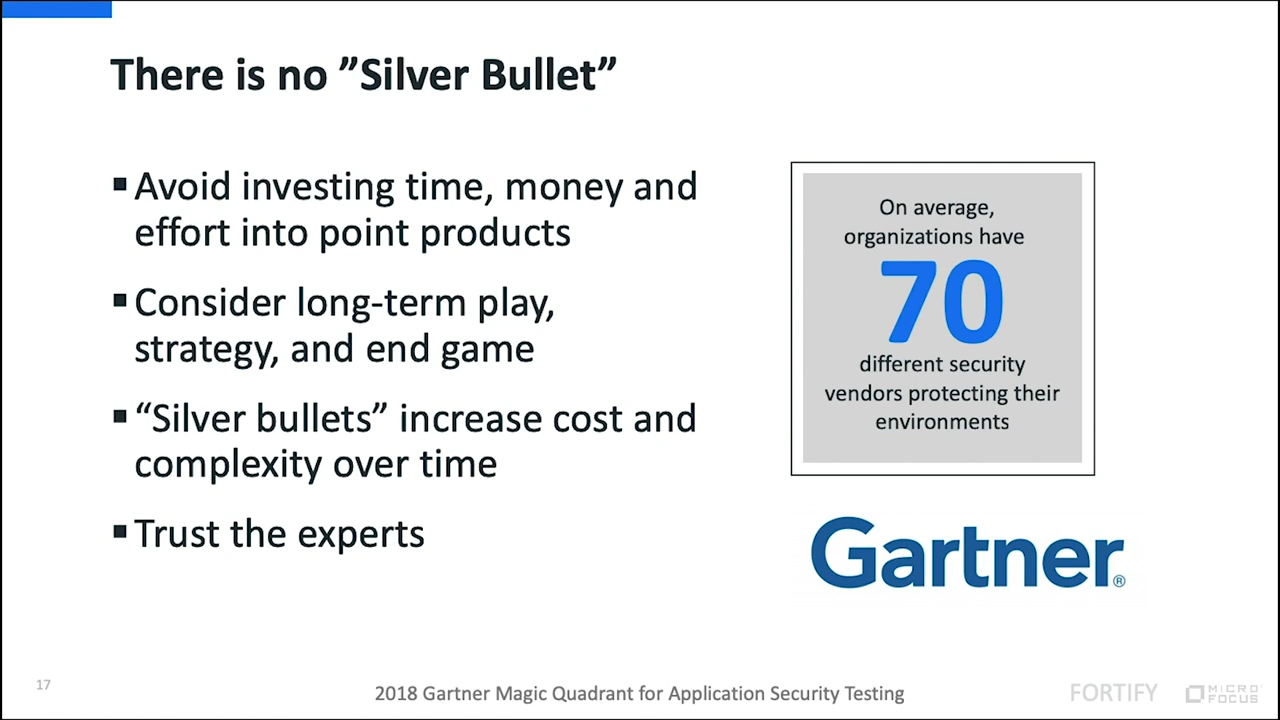 There is no ”Silver Bullet”
▪Avoid investing time, money and
effort into point products
▪Consider long-term play,
strategy, and end game
▪“Silver bullets” increase cost and
complexity over time
▪Trust the experts
On average,
organizations have
70
different security
vendors protecting their
environments
Gartner®
17
2018 Gartner Magic Quadrant for Application Security Testing
FORTIFY
MICRO
FOCUS